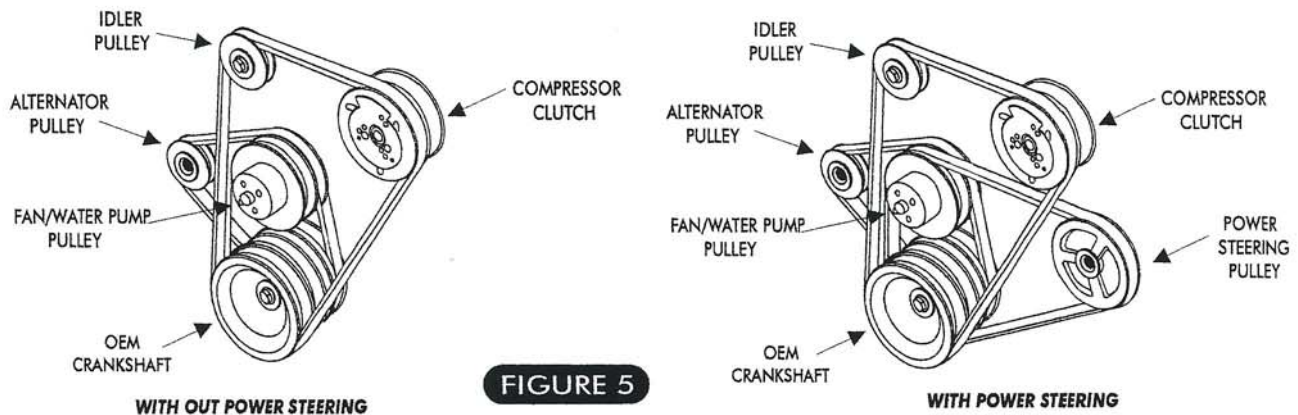 IDLER
PULLEY
ALTERNATOR
PULLEY
COMPRESSOR
CLUTCH
FAN/WATER PUMP
PULLEY
OEM
CRANKSHAFT
WITH OUT POWER STEERING
FIGURE 5
IDLER
PULLEY
ALTERNATOR
PULLEY
COMPRESSOR
CLUTCH
FAN/WATER PUMP
PULLEY
POWER
STEERING
PULLEY
OEM
CRANKSHAFT
WITH POWER STEERING